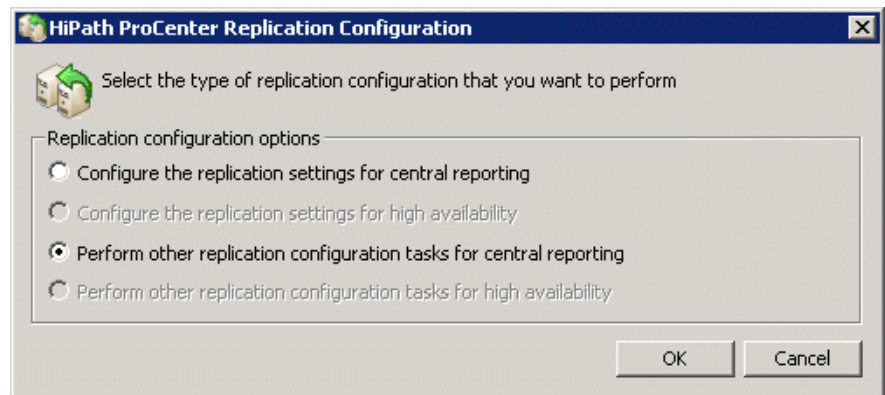 HiPath ProCenter Replication Configuration
Select the type of replication configuration that you want to perform
Replication configuration options
Configure the replication settings for central reporting
Configure the replication settings for high availability
Perform other replication configuration tasks for central reporting
Perform other replication configuration tasks for high availability
OK Cancel